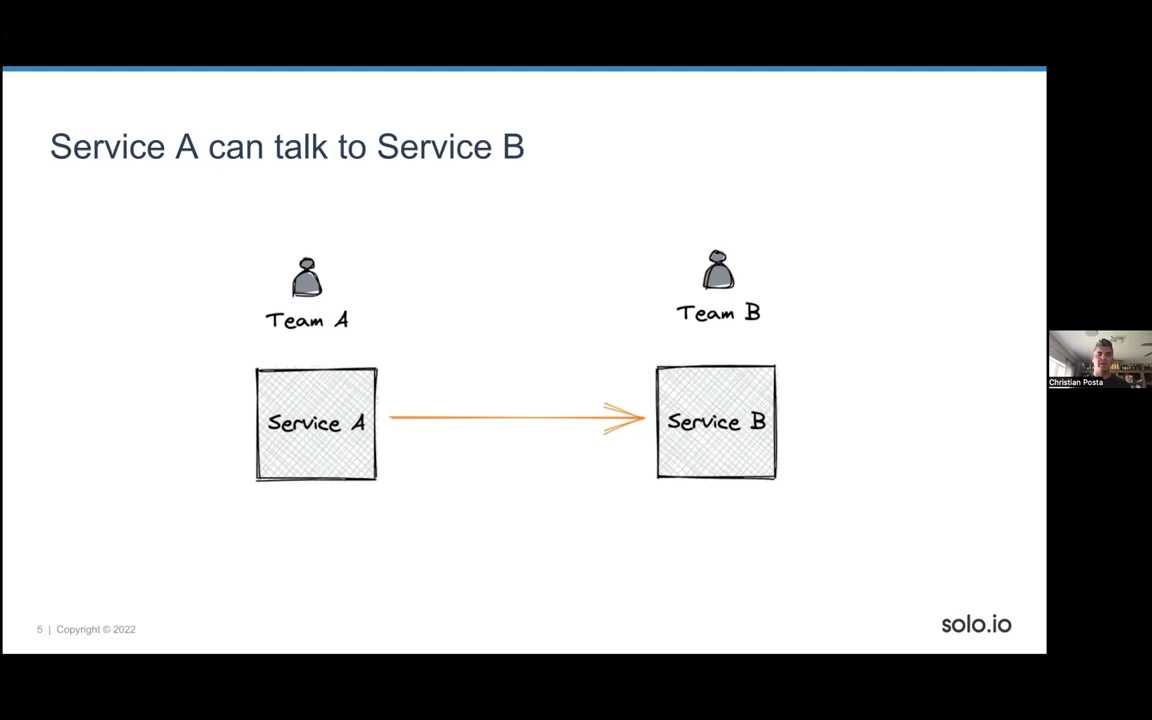 Service A can talk to Service B
Team A
Team B
Service A
Service B
Christian Posta
5 | Copyright © 2022
solo.io